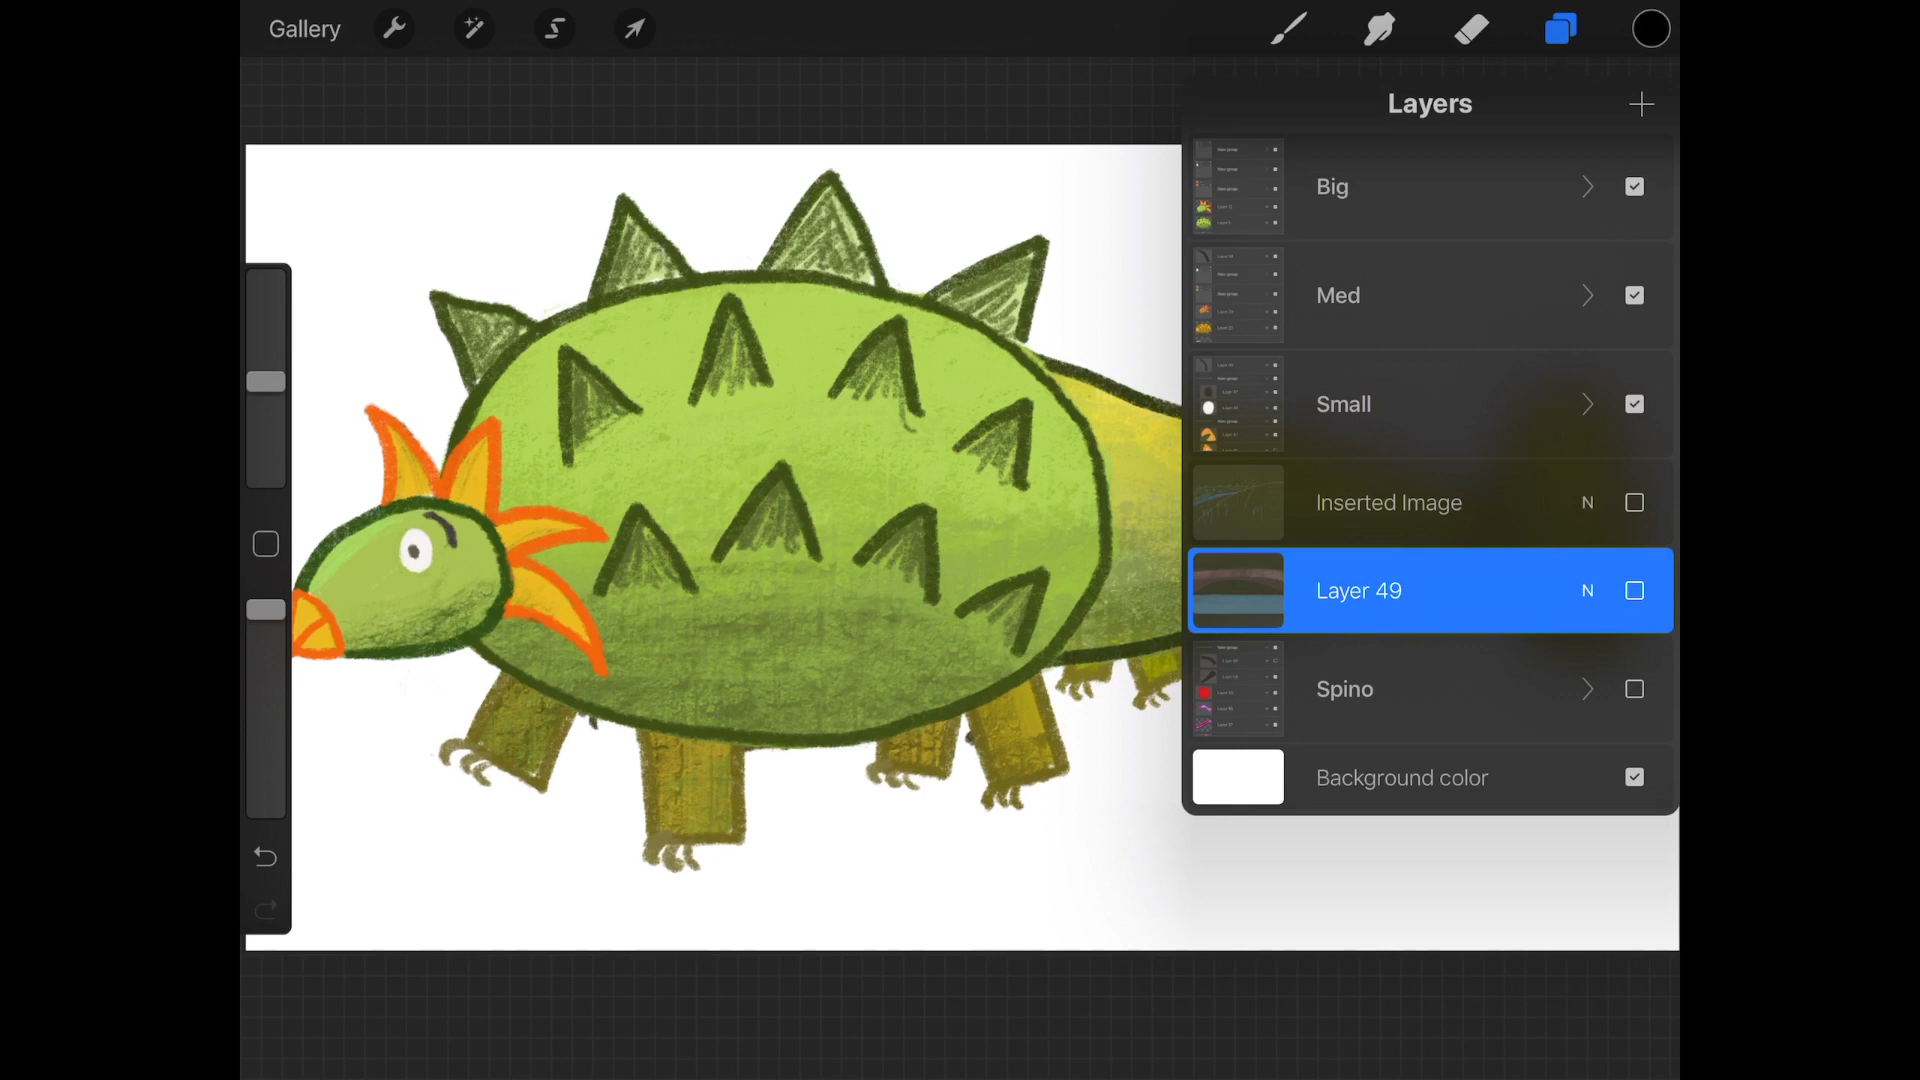 Gallery
Layers
Big
Med
Small
Inserted Image N
Layer 49 N
Spino
Background color